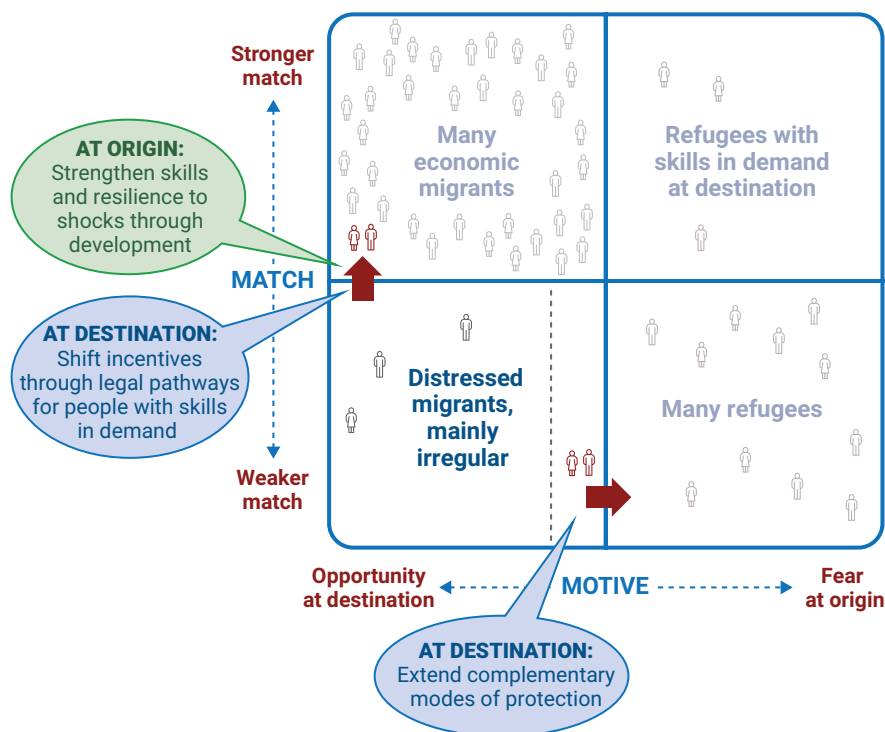 Stronger
match
Many
economic
migrants
Refugees with
skills in demand
at destination
AT ORIGIN:
Strengthen skills
and resilience to
shocks through
development
MATCH
AT DESTINATION:
Shift incentives
through legal pathways
for people with skills
in demand
Distressed
migrants,
mainly
irregular
Many refugees
Weaker
match
Opportunity
at destination
MOTIVE
Fear
at origin
AT DESTINATION:
Extend complementary
modes of protection